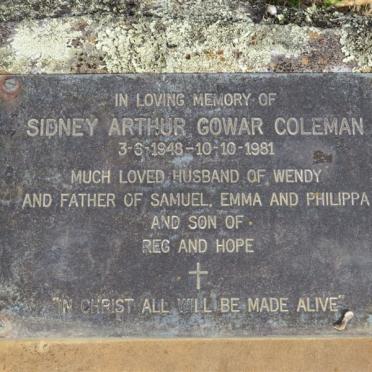 IN LOVING MEMORY OF
SIDNEY ARTHUR GOWAR COLEMAN
3-6-1948-10-10-1981
MUCH LOVED HUSBAND OF WENDY
AND FATHER OF SAMUEL, EMMA AND PHILIPPA
AND SON OF
REG AND HOPE
"IN CHRIST ALL WILL BE MADE ALIVE"